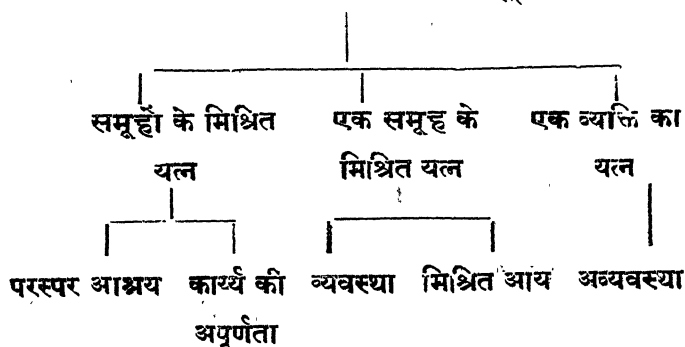 समूहों के मिश्रित एक समूह के एक व्यक्ति का
यत्न मिश्रित यत्न यत्न
परस्पर आश्रय कार्य्य की व्यवस्था मिश्रित आय अव्यवस्था
अपूर्णता